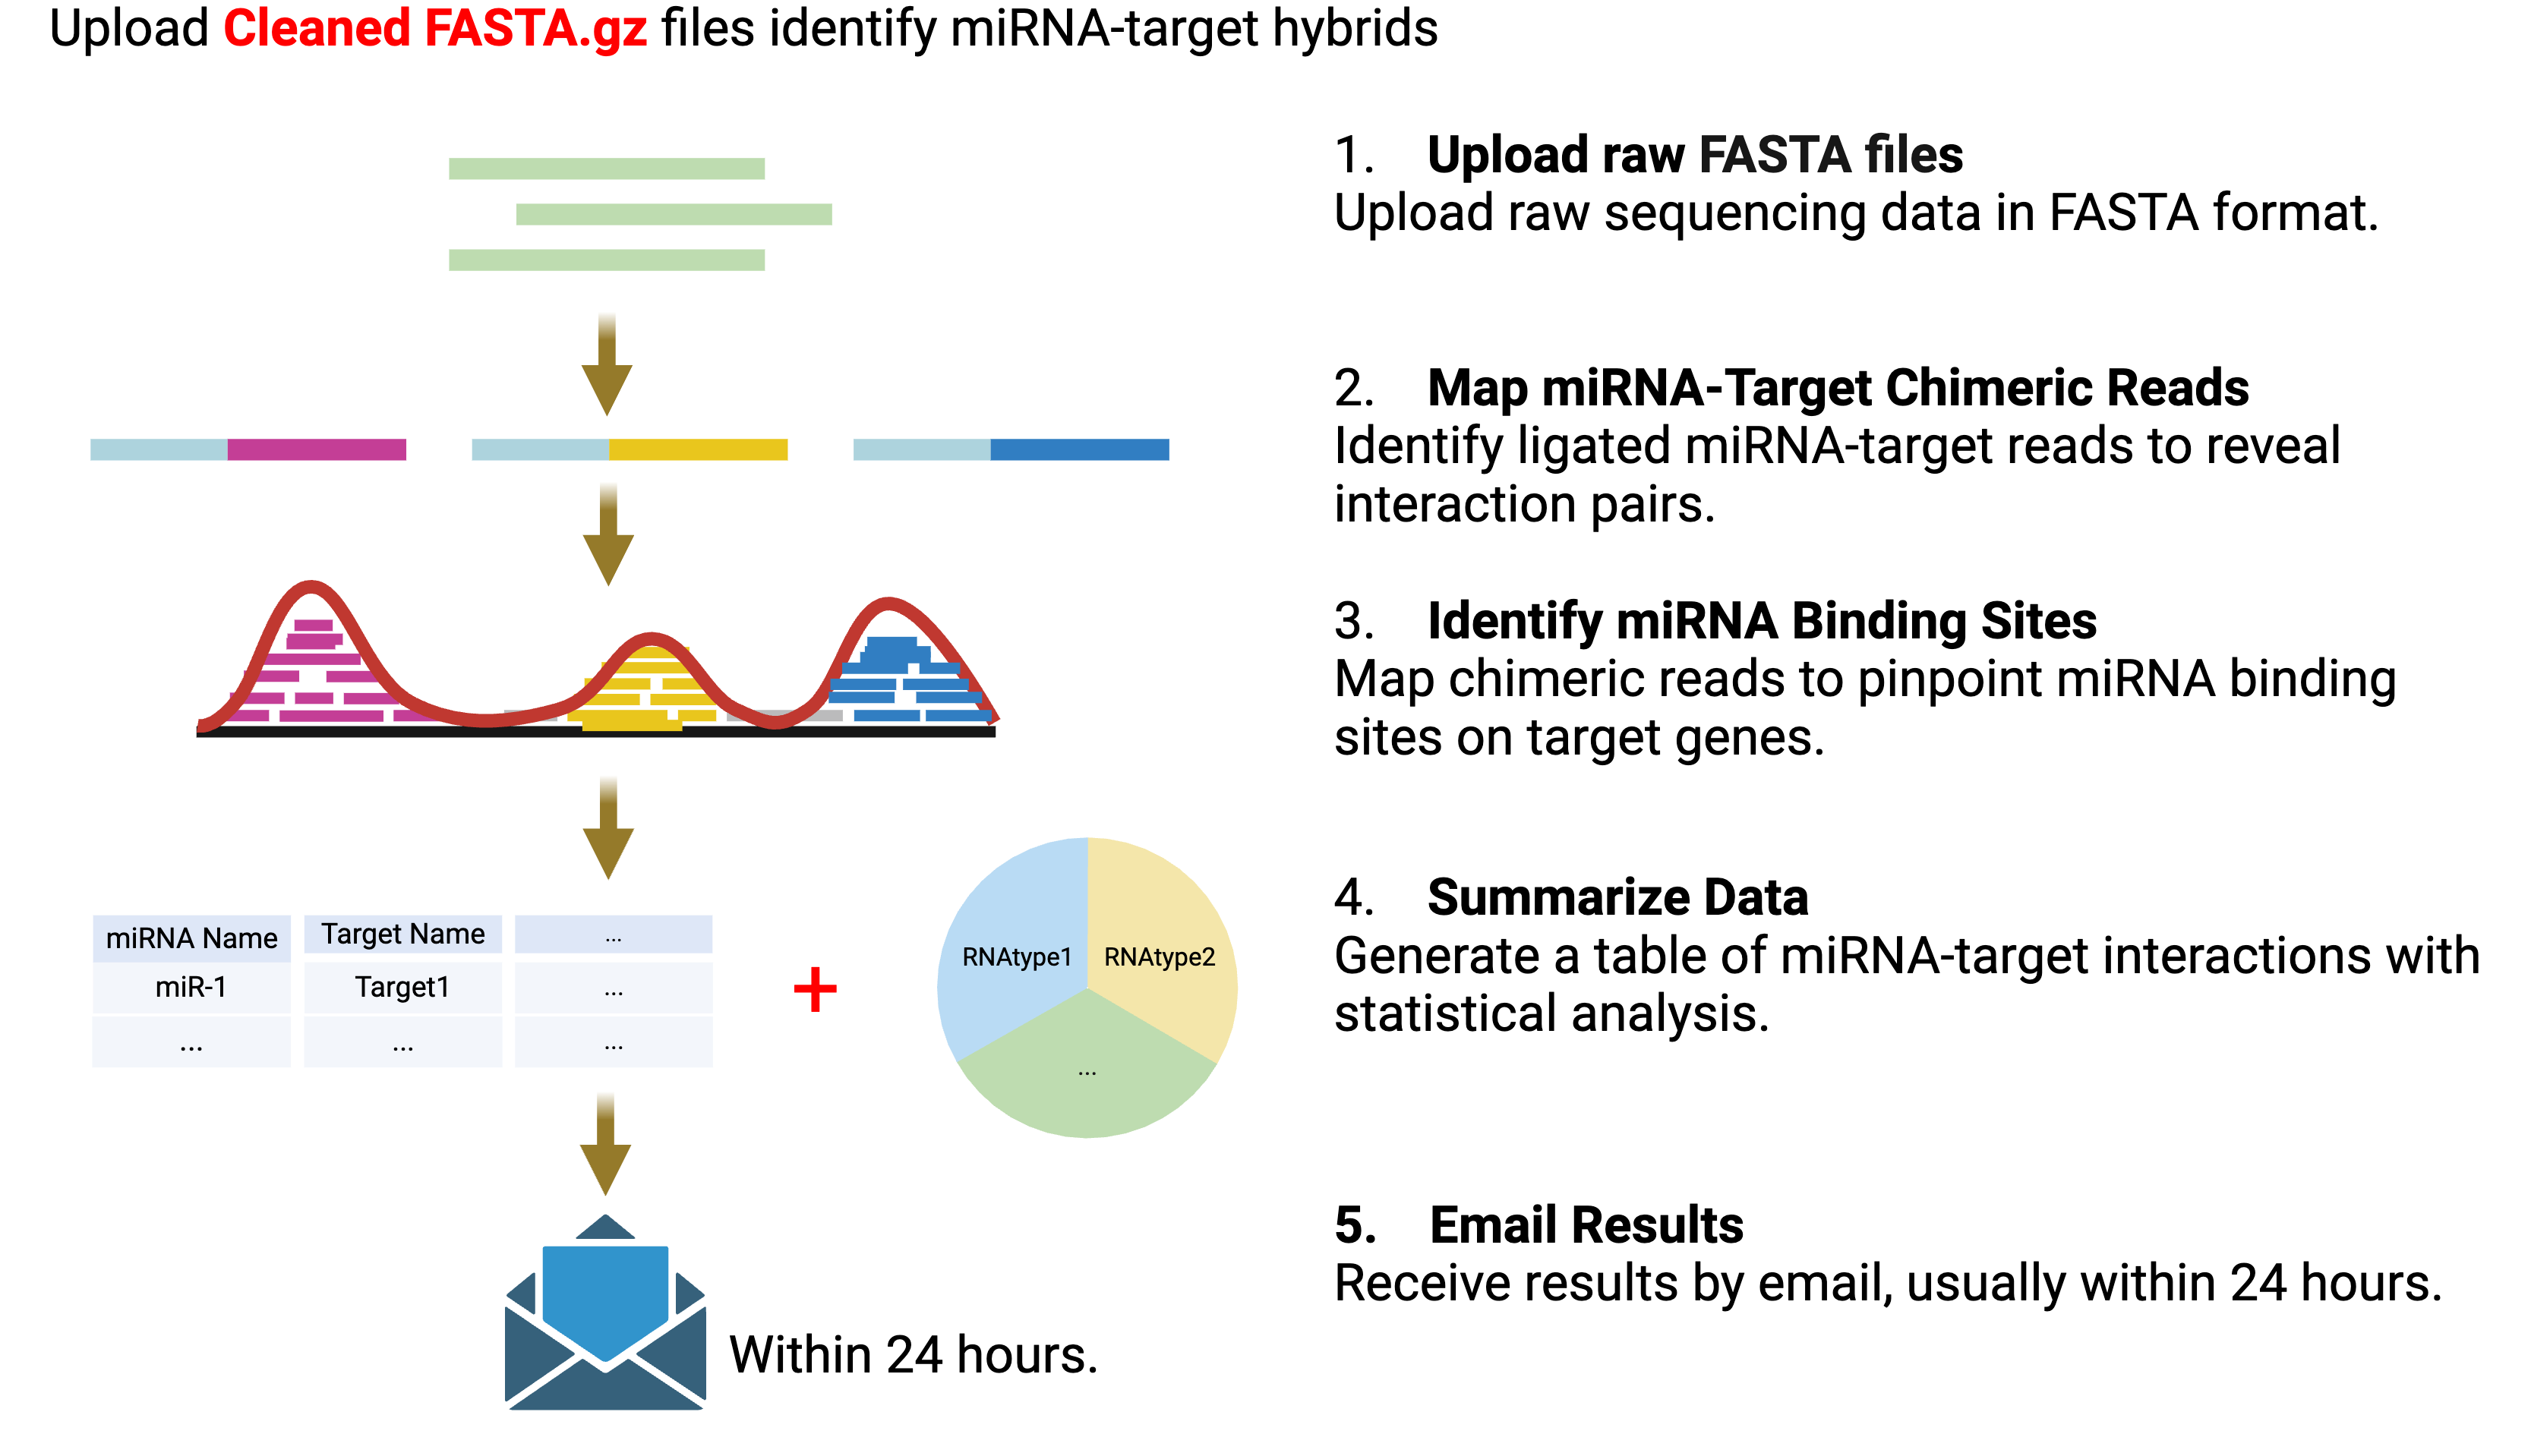 Upload Cleaned FASTA.gz files identify miRNA-target hybrids
1. Upload raw FASTA files
Upload raw sequencing data in FASTA format.
2. Map miRNA-Target Chimeric Reads
Identify ligated miRNA-target reads to reveal
interaction pairs.
3. Identify miRNA Binding Sites
Map chimeric reads to pinpoint miRNA binding
sites on target genes.
miRNA Name Target Name ...
miR-1 Target1 ...
... ... ...
+
RNAtype1 RNAtype2
...
4. Summarize Data
Generate a table of miRNA-target interactions with
statistical analysis.
5. Email Results
Receive results by email, usually within 24 hours.
Within 24 hours.